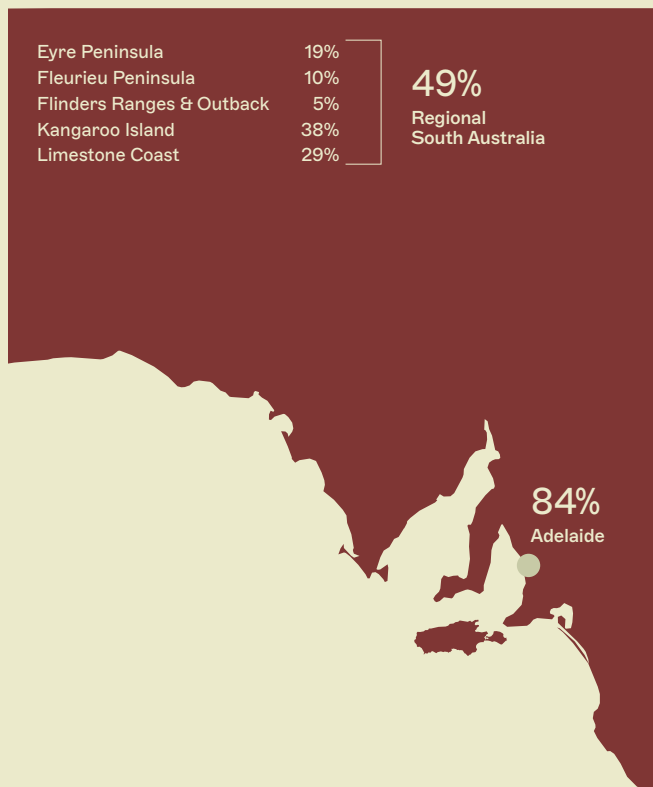 Eyre Peninsula 19%
Fleurieu Peninsula 10%
Flinders Ranges & Outback 5%
Kangaroo Island 38%
Limestone Coast 29%
49%
Regional
South Australia
84%
Adelaide